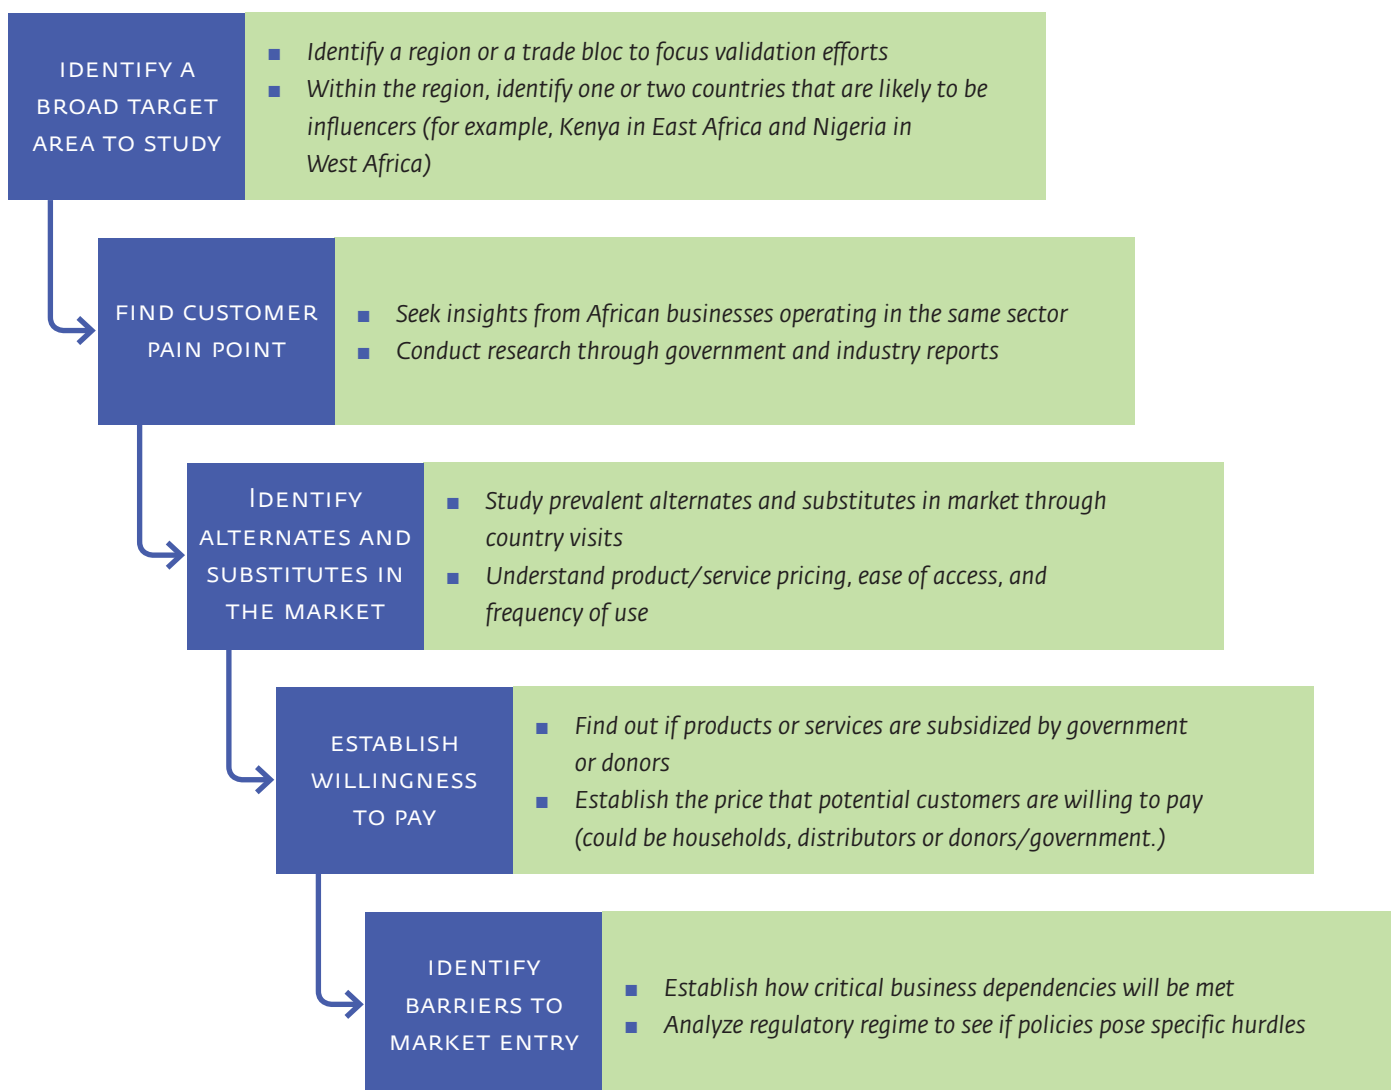 IDENTIFY A
BROAD TARGET
AREA TO STUDY
▪ Identify a region or a trade bloc to focus validation efforts
▪ Within the region, identify one or two countries that are likely to be
influencers (for example, Kenya in East Africa and Nigeria in
West Africa)
FIND CUSTOMER
PAIN POINT
▪ Seek insights from African businesses operating in the same sector
▪ Conduct research through government and industry reports
IDENTIFY
ALTERNATES AND
SUBSTITUTES IN
THE MARKET
▪ Study prevalent alternates and substitutes in market through
country visits
▪ Understand product/service pricing, ease of access, and
frequency of use
ESTABLISH
WILLINGNESS
TO PAY
▪ Find out if products or services are subsidized by government
or donors
▪ Establish the price that potential customers are willing to pay
(could be households, distributors or donors/government.)
IDENTIFY
BARRIERS TO
MARKET ENTRY
▪ Establish how critical business dependencies will be met
▪ Analyze regulatory regime to see if policies pose specific hurdles